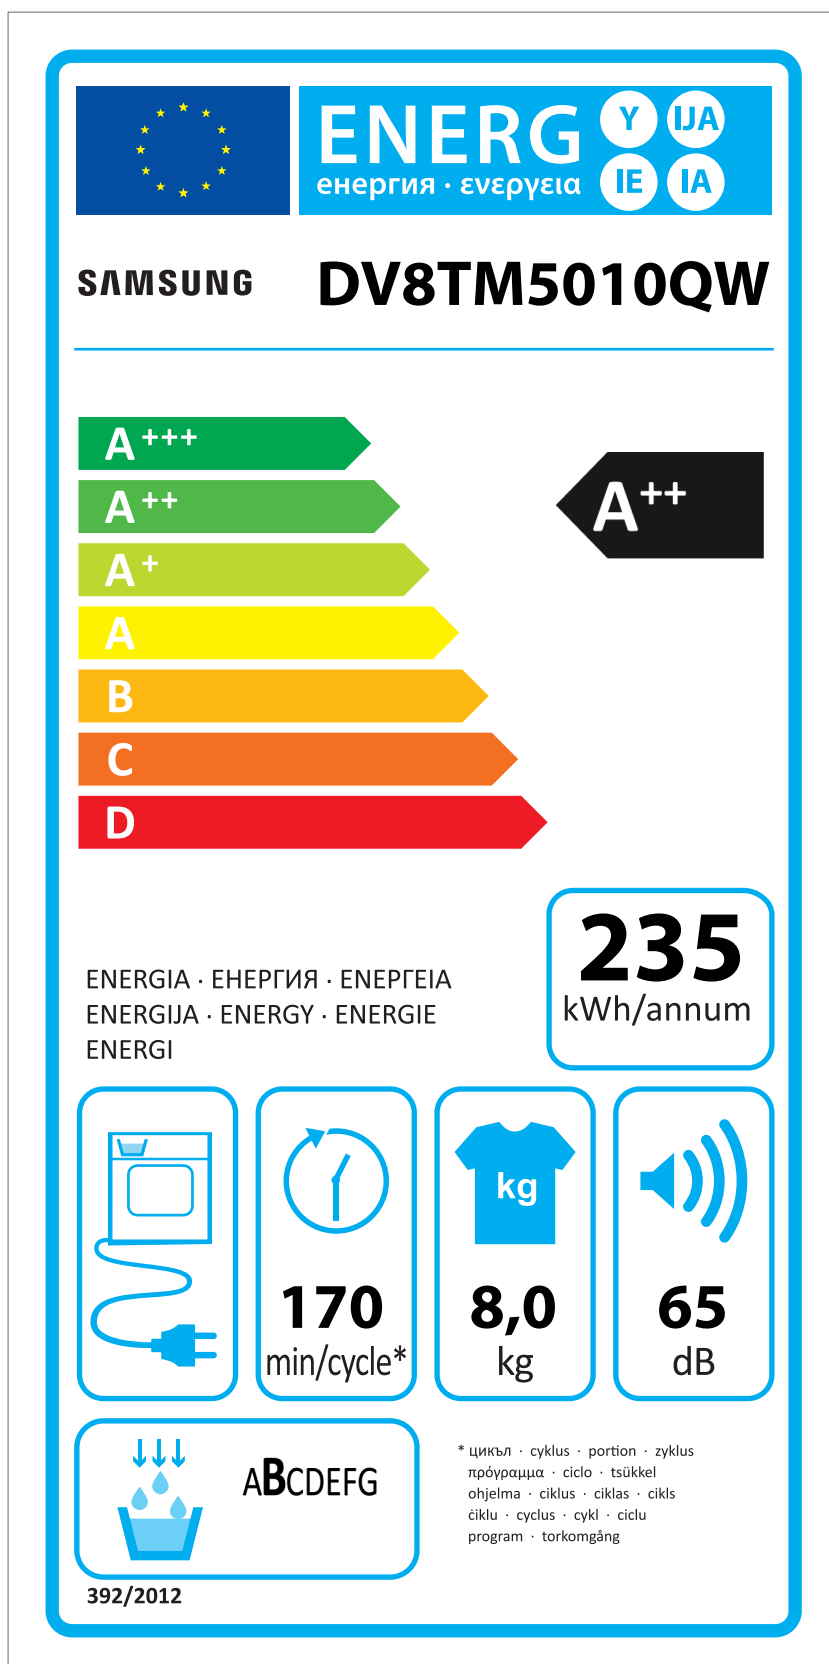 ENERG Y IJA
енергия · ενεργεια IE IA
SAMSUNG DV8TM5010QW
A+++
A++
A++
A+
A
B
C
D
235
kWh/annum
ENERGIA · ЕНЕРГИЯ · ΕΝΕΡΓΕΙΑ
ENERGIJA · ENERGY · ENERGIE
ENERGI
kg
170
min/cycle*
8,0
kg
65
dB
ABCDEFG
* цикъл · cyklus · portion · zyklus
πρόγραμμα · ciclo · tsükkel
ohjelma · ciklus · ciklas · cikls
ċiklu · cyclus · cykl · ciclu
program · torkomgång
392/2012